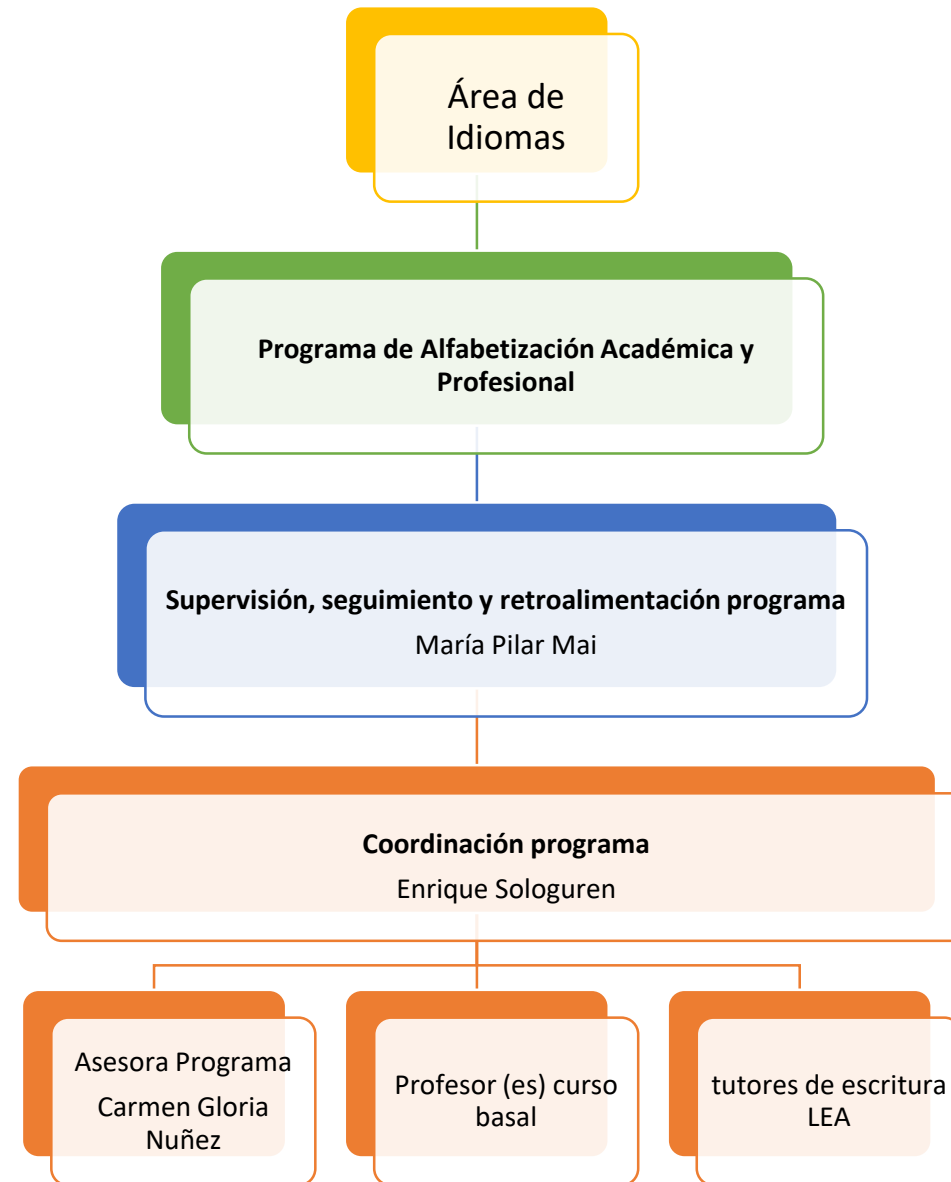 Área de
Idiomas
Programa de Alfabetización Académica y
Profesional
Supervisión, seguimiento y retroalimentación programa
María Pilar Mai
Coordinación programa
Enrique Sologuren
Asesora Programa
Carmen Gloria
Nuñez
Profesor (es) curso
basal
tutores de escritura
LEA